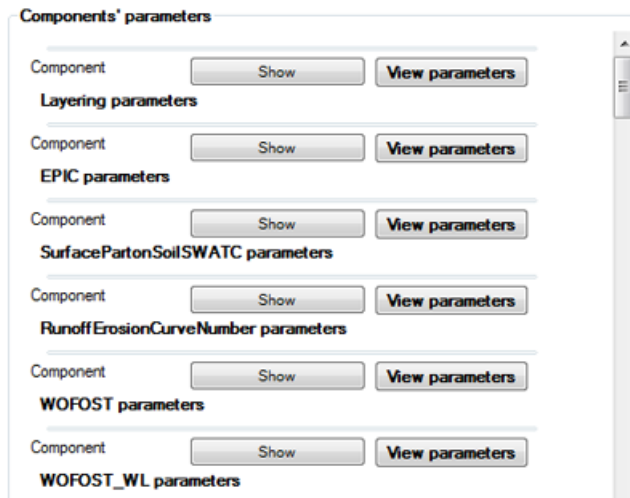 Components' parameters
Component Show View parameters
Layering parameters
Component Show View parameters
EPIC parameters
Component Show View parameters
SurfacePartonSoilSWATC parameters
Component Show View parameters
RunoffErosionCurveNumber parameters
Component Show View parameters
WOFOST parameters
Component Show View parameters
WOFOST_WL parameters